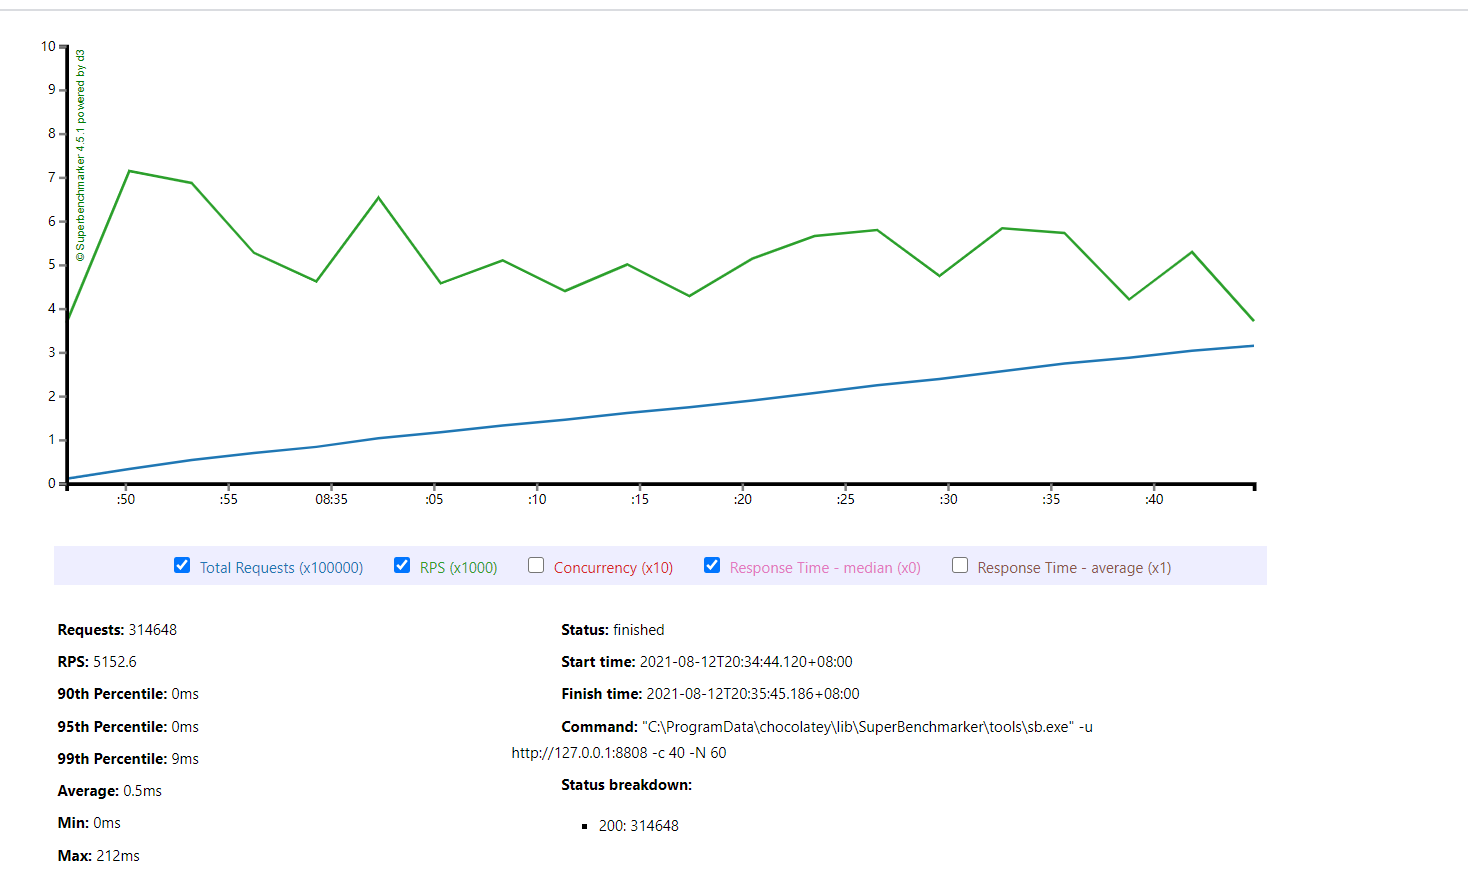 10
9
8
7
6
5
4
3
2
1
0
© Superbenchmarker 4.5.1 powered by d3
:50 :55 08:35 :05 :10 :15 :20 :25 :30 :35 :40
Total Requests (x100000) RPS (x1000) Concurrency (x10) Response Time - median (x0) Response Time - average (x1)
Requests: 314648
RPS: 5152.6
90th Percentile: 0ms
95th Percentile: 0ms
99th Percentile: 9ms
Average: 0.5ms
Min: 0ms
Max: 212ms
Status: finished
Start time: 2021-08-12T20:34:44.120+08:00
Finish time: 2021-08-12T20:35:45.186+08:00
Command: "C:\ProgramData\chocolatey\lib\SuperBenchmarker\tools\sb.exe" -u
http://127.0.0.1:8808 -c 40 -N 60
Status breakdown:
200: 314648